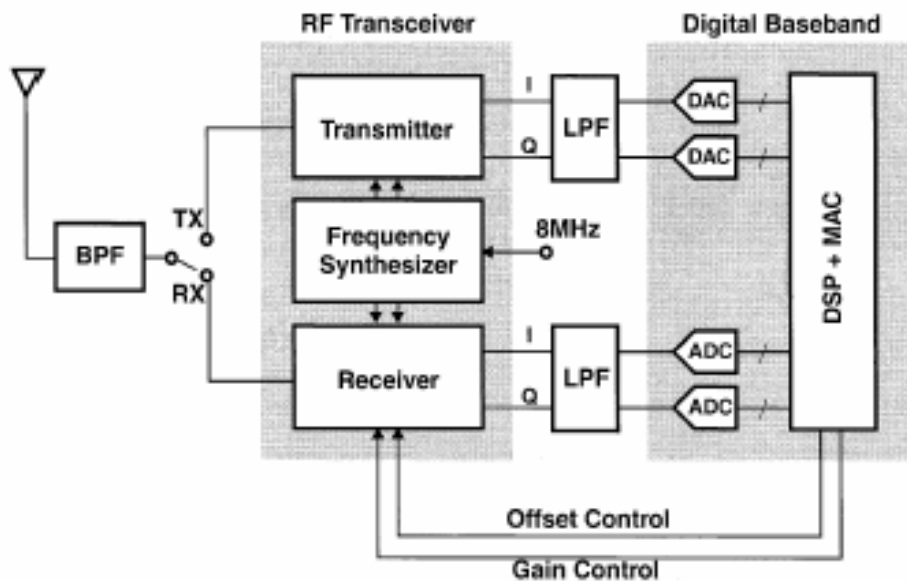 RF Transceiver
Digital Baseband
Transmitter
I
Q
LPF
DAC
DAC
TX
BPF
RX
Frequency
Synthesizer
8MHz
DSP + MAC
Receiver
I
Q
LPF
ADC
ADC
Offset Control
Gain Control